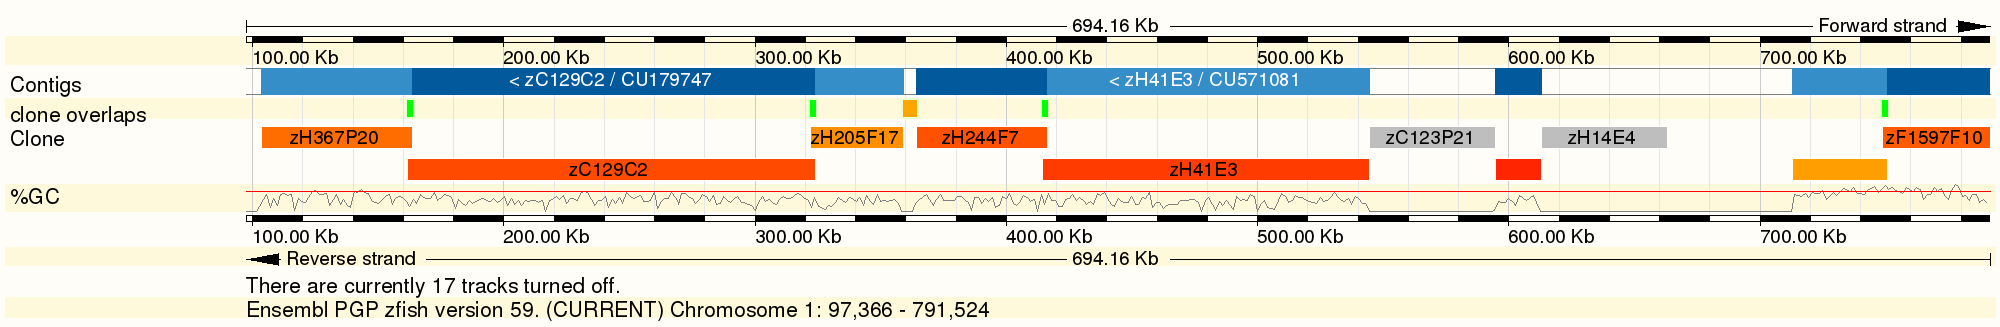 694.16 Kb Forward strand
100.00 Kb 200.00 Kb 300.00 Kb 400.00 Kb 500.00 Kb 600.00 Kb 700.00 Kb
Contigs < zC129C2 / CU179747 < zH41E3 / CU571081
clone overlaps
Clone zH367P20 zH205F17 zH244F7 zC123P21 zH14E4 zF1597F10
zC129C2 zH41E3
%GC
100.00 Kb 200.00 Kb 300.00 Kb 400.00 Kb 500.00 Kb 600.00 Kb 700.00 Kb
Reverse strand 694.16 Kb
There are currently 17 tracks turned off.
Ensembl PGP zfish version 59. (CURRENT) Chromosome 1: 97,366 - 791,524